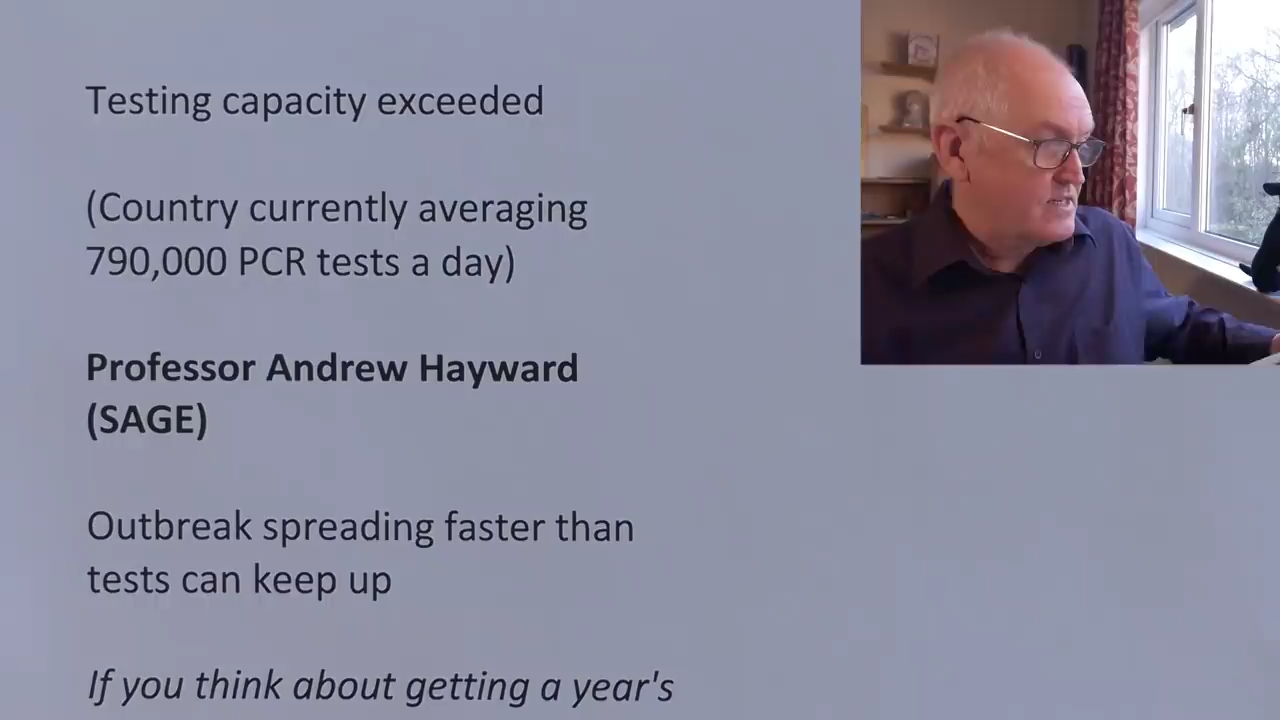 Testing capacity exceeded
(Country currently averaging
790,000 PCR tests a day)
Professor Andrew Hayward
(SAGE)
Outbreak spreading faster than
tests can keep up
If you think about getting a year's